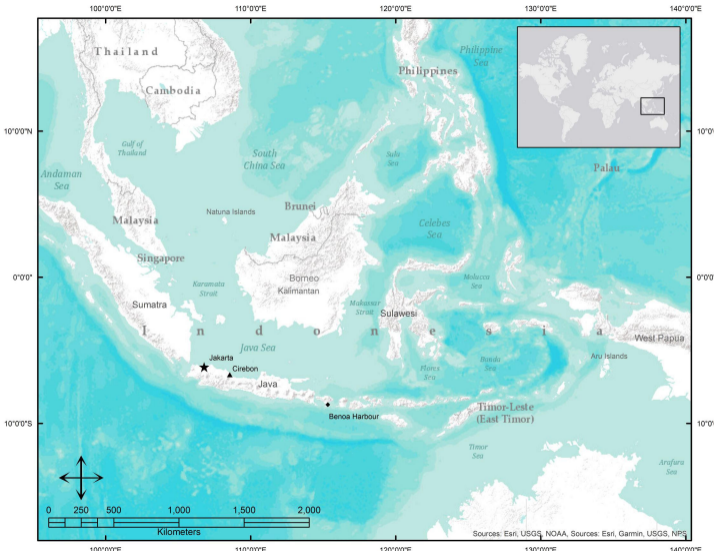 100°0'0"E
110°0'0"E
120°0'0"E
130°0'0"E
140°0'0"E
Thailand
Cambodia
Philippines
Philippine
Sea
10°0'0"N
10°0'0"N
Gulf of
Thailand
South
China Sea
Sulu
Sea
Palau
Andaman
Sea
Malaysia
Natuna Islands
Brunei
Malaysia
Celebes
Sea
Singapore
0°0'0"
0°0'0"
Borneo
Kalimantan
Karamata
Strait
Molucca
Sea
Sumatra
Makassar
Strait
Sulawesi
Indonesia
West Papua
Java Sea
Jakarta
Cirebon
Java
Flores
Sea
Banda
Sea
Aru Islands
Benoa Harbour
Timor-Leste
(East Timor)
10°0'0"S
10°0'
Timor
Sea
Arafura
Sea
0 250 500 1,000 1,500 2,000
Kilometers
Sources: Esri, USGS, NOAA, Sources: Esri, Garmin, USGS, NPS
100°0'0"E
110°0'0"E
120°0'0"E
130°0'0"E
140°0'0"E